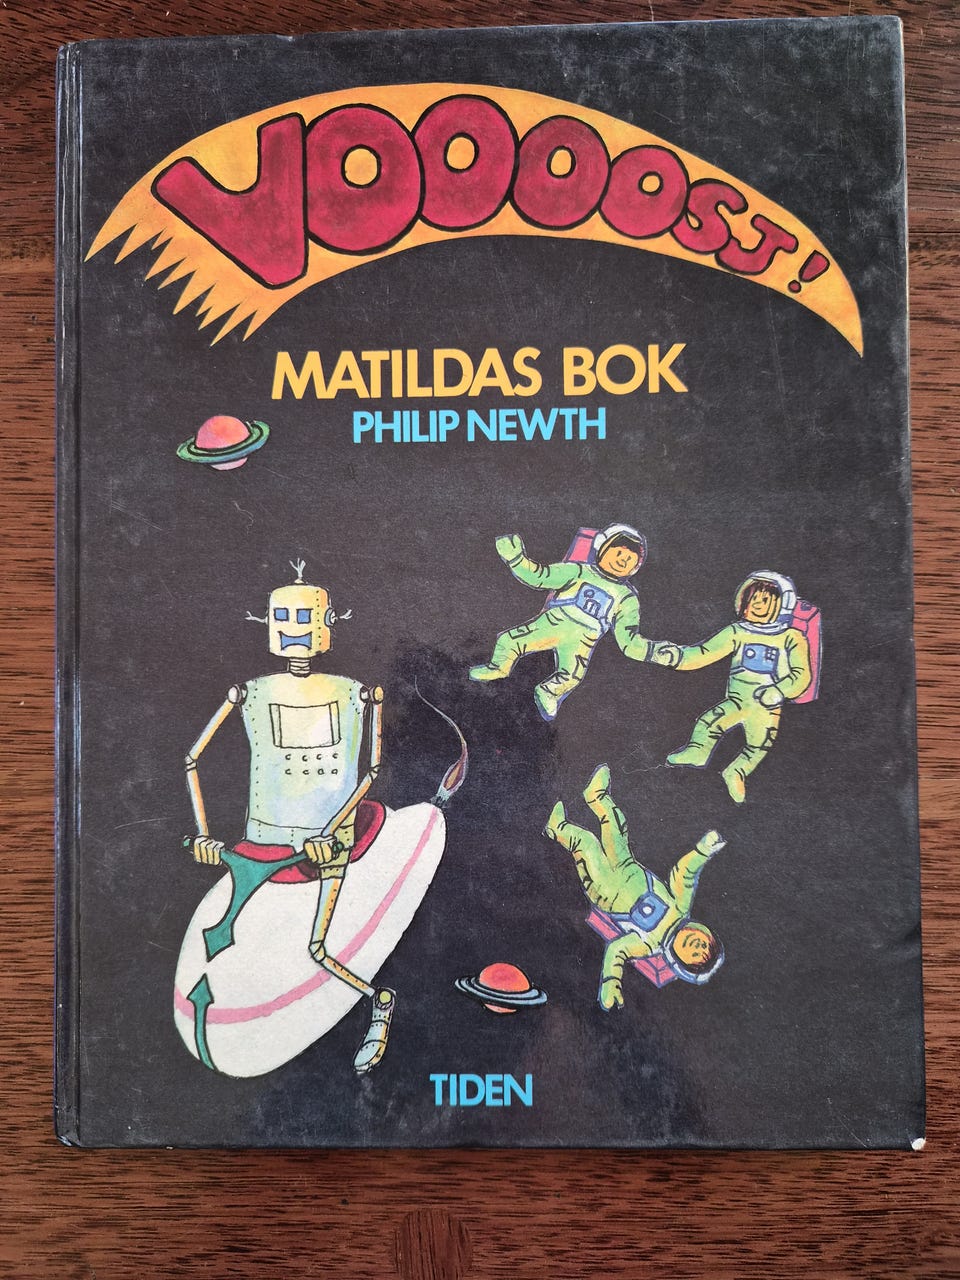 VOOOOSJ!
MATILDAS BOK
PHILIP NEWTH
TIDEN